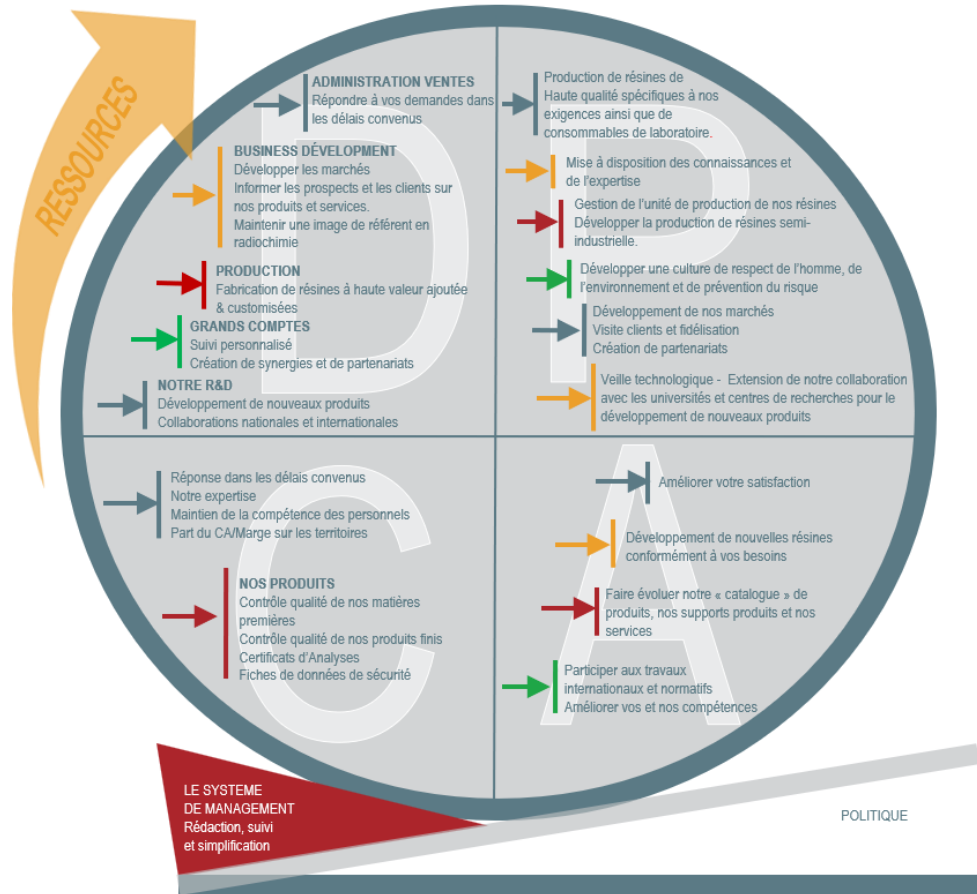 RESSOURCES
D
ADMINISTRATION VENTES
Répondre à vos demandes dans
les délais convenus
BUSINESS DÉVELOPMENT
Développer les marchés
Informer les prospects et les clients sur
nos produits et services.
Maintenir une image de référent en
radiochimie
PRODUCTION
Fabrication de résines à haute valeur ajoutée
& customisées
GRANDS COMPTES
Suivi personnalisé
Création de synergies et de partenariats
NOTRE R&D
Développement de nouveaux produits
Collaborations nationales et internationales
P
Production de résines de
Haute qualité spécifiques à nos
exigences ainsi que de
consommables de laboratoire.
Mise à disposition des connaissances et
de l'expertise
Gestion de l'unité de production de nos résines
Développer la production de résines semi-
industrielle.
Développer une culture de respect de l'homme, de
l'environnement et de prévention du risque
Développement de nos marchés
Visite clients et fidélisation
Création de partenariats
Veille technologique - Extension de notre collaboration
avec les universités et centres de recherches pour le
développement de nouveaux produits
C
Réponse dans les délais convenus
Notre expertise
Maintien de la compétence des personnels
Part du CA/Marge sur les territoires
NOS PRODUITS
Contrôle qualité de nos matières
premières
Contrôle qualité de nos produits finis
Certificats d'Analyses
Fiches de données de sécurité
A
Améliorer votre satisfaction
Développement de nouvelles résines
conformément à vos besoins
Faire évoluer notre « catalogue » de
produits, nos supports produits et nos
services
Participer aux travaux
internationaux et normatifs
Améliorer vos et nos compétences
LE SYSTEME
DE MANAGEMENT
Rédaction, suivi
et simplification
POLITIQUE